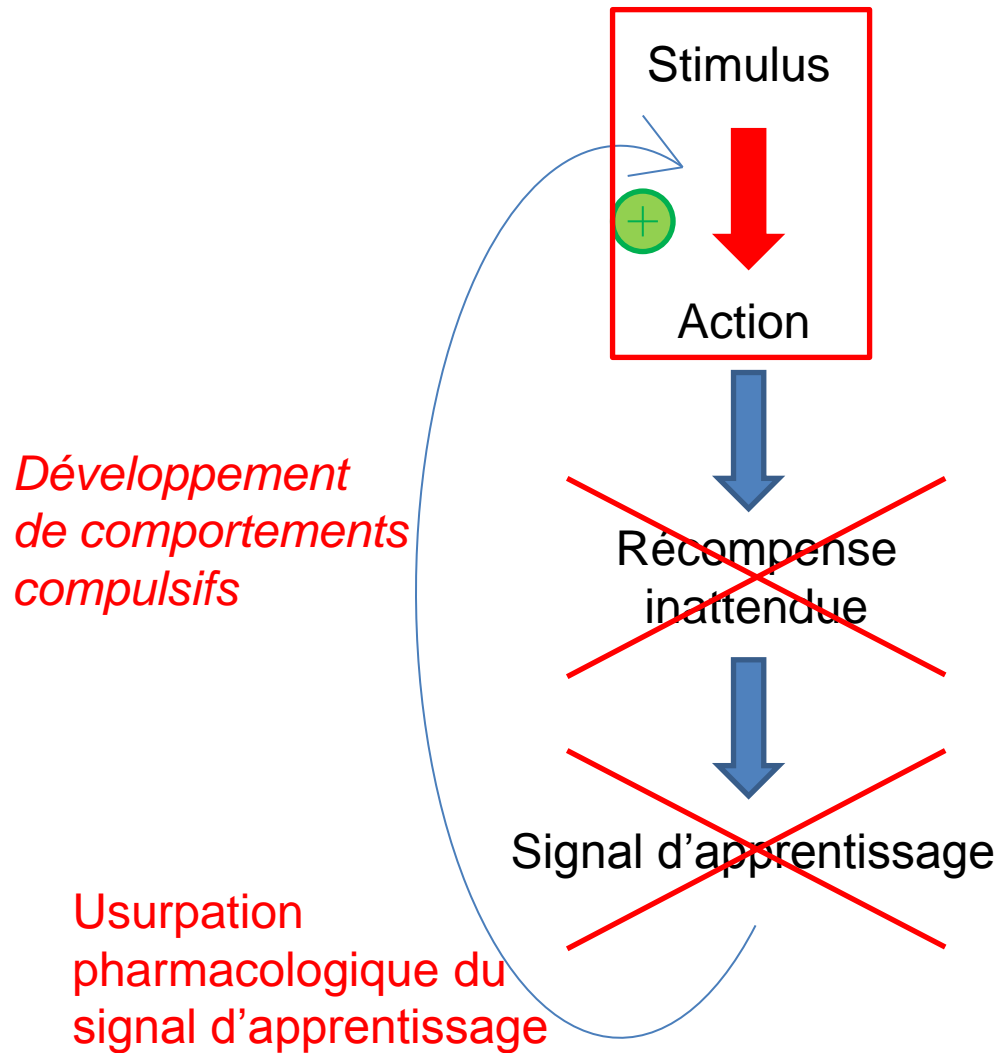 Stimulus
+
Action
Développement
de comportements
compulsifs
Récompense
inattendue
Signal d’apprentissage
Usurpation
pharmacologique du
signal d’apprentissage